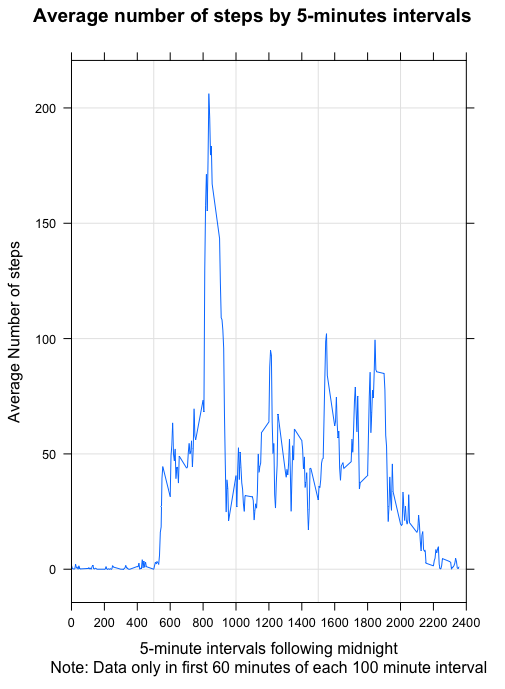 Average number of steps by 5-minutes intervals
200
150
100
50
0
Average Number of steps
0 200 400 600 800 1000 1200 1400 1600 1800 2000 2200 2400
5-minute intervals following midnight
Note: Data only in first 60 minutes of each 100 minute interval